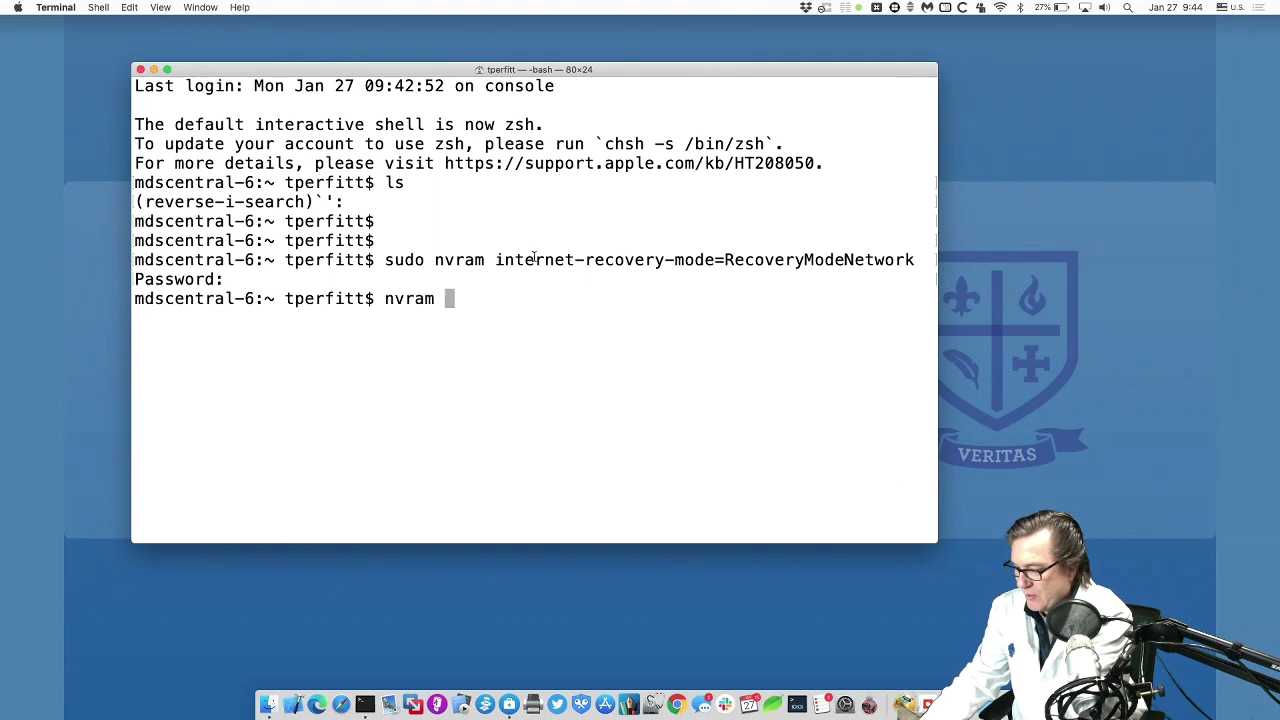 Terminal Shell Edit View Window Help
27% Jan 27 9:44 U.S.
tperfitt — -bash — 80×24
Last login: Mon Jan 27 09:42:52 on console
The default interactive shell is now zsh.
To update your account to use zsh, please run `chsh -s /bin/zsh`.
For more details, please visit https://support.apple.com/kb/HT208050.
mdscentral-6:~ tperfitt$ ls
(reverse-i-search)`':
mdscentral-6:~ tperfitt$
mdscentral-6:~ tperfitt$
mdscentral-6:~ tperfitt$ sudo nvram internet-recovery-mode=RecoveryModeNetwork
Password:
mdscentral-6:~ tperfitt$ nvram
VERITAS
27